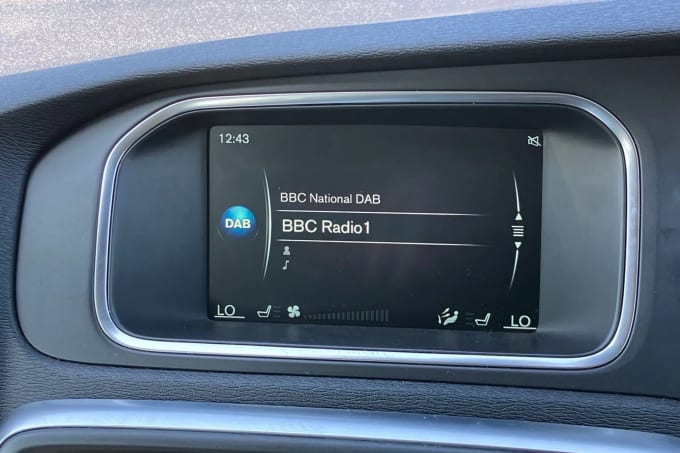 12:43
BBC National DAB
DAB
BBC Radio1
LO LO